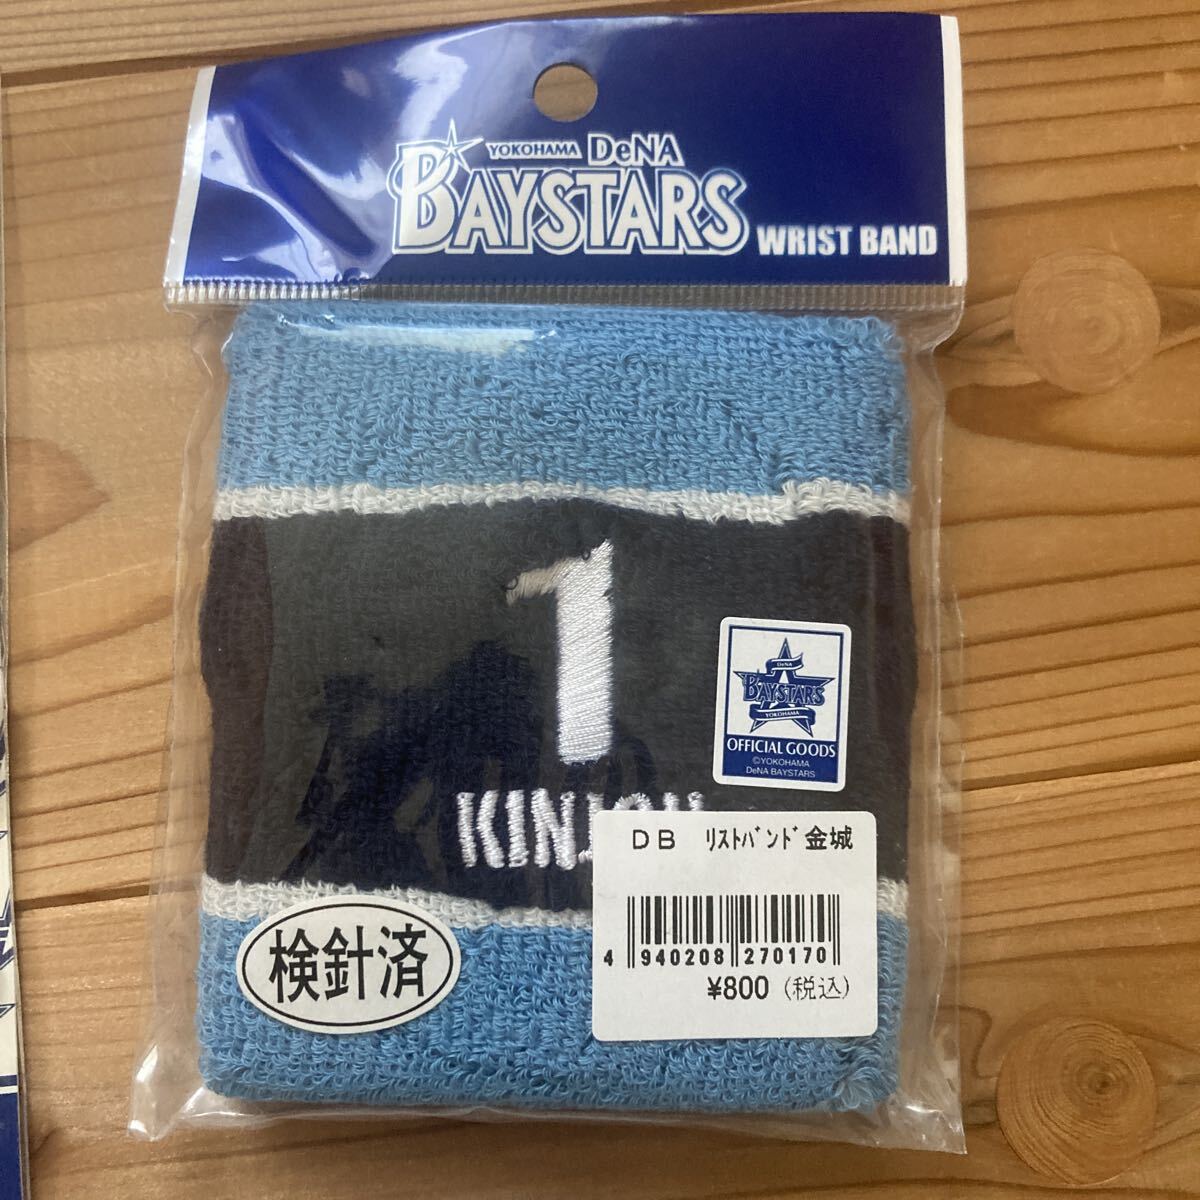 YOKOHAMA DeNA
BAYSTARS
WRIST BAND
1
DeNA
BAYSTARS
YOKOHAMA
OFFICIAL GOODS
©YOKOHAMA
DeNA BAYSTARS
DB ﾘｽﾄﾊﾞﾝﾄﾞ金城
4 940208 270170
¥800 (税込)
検針済